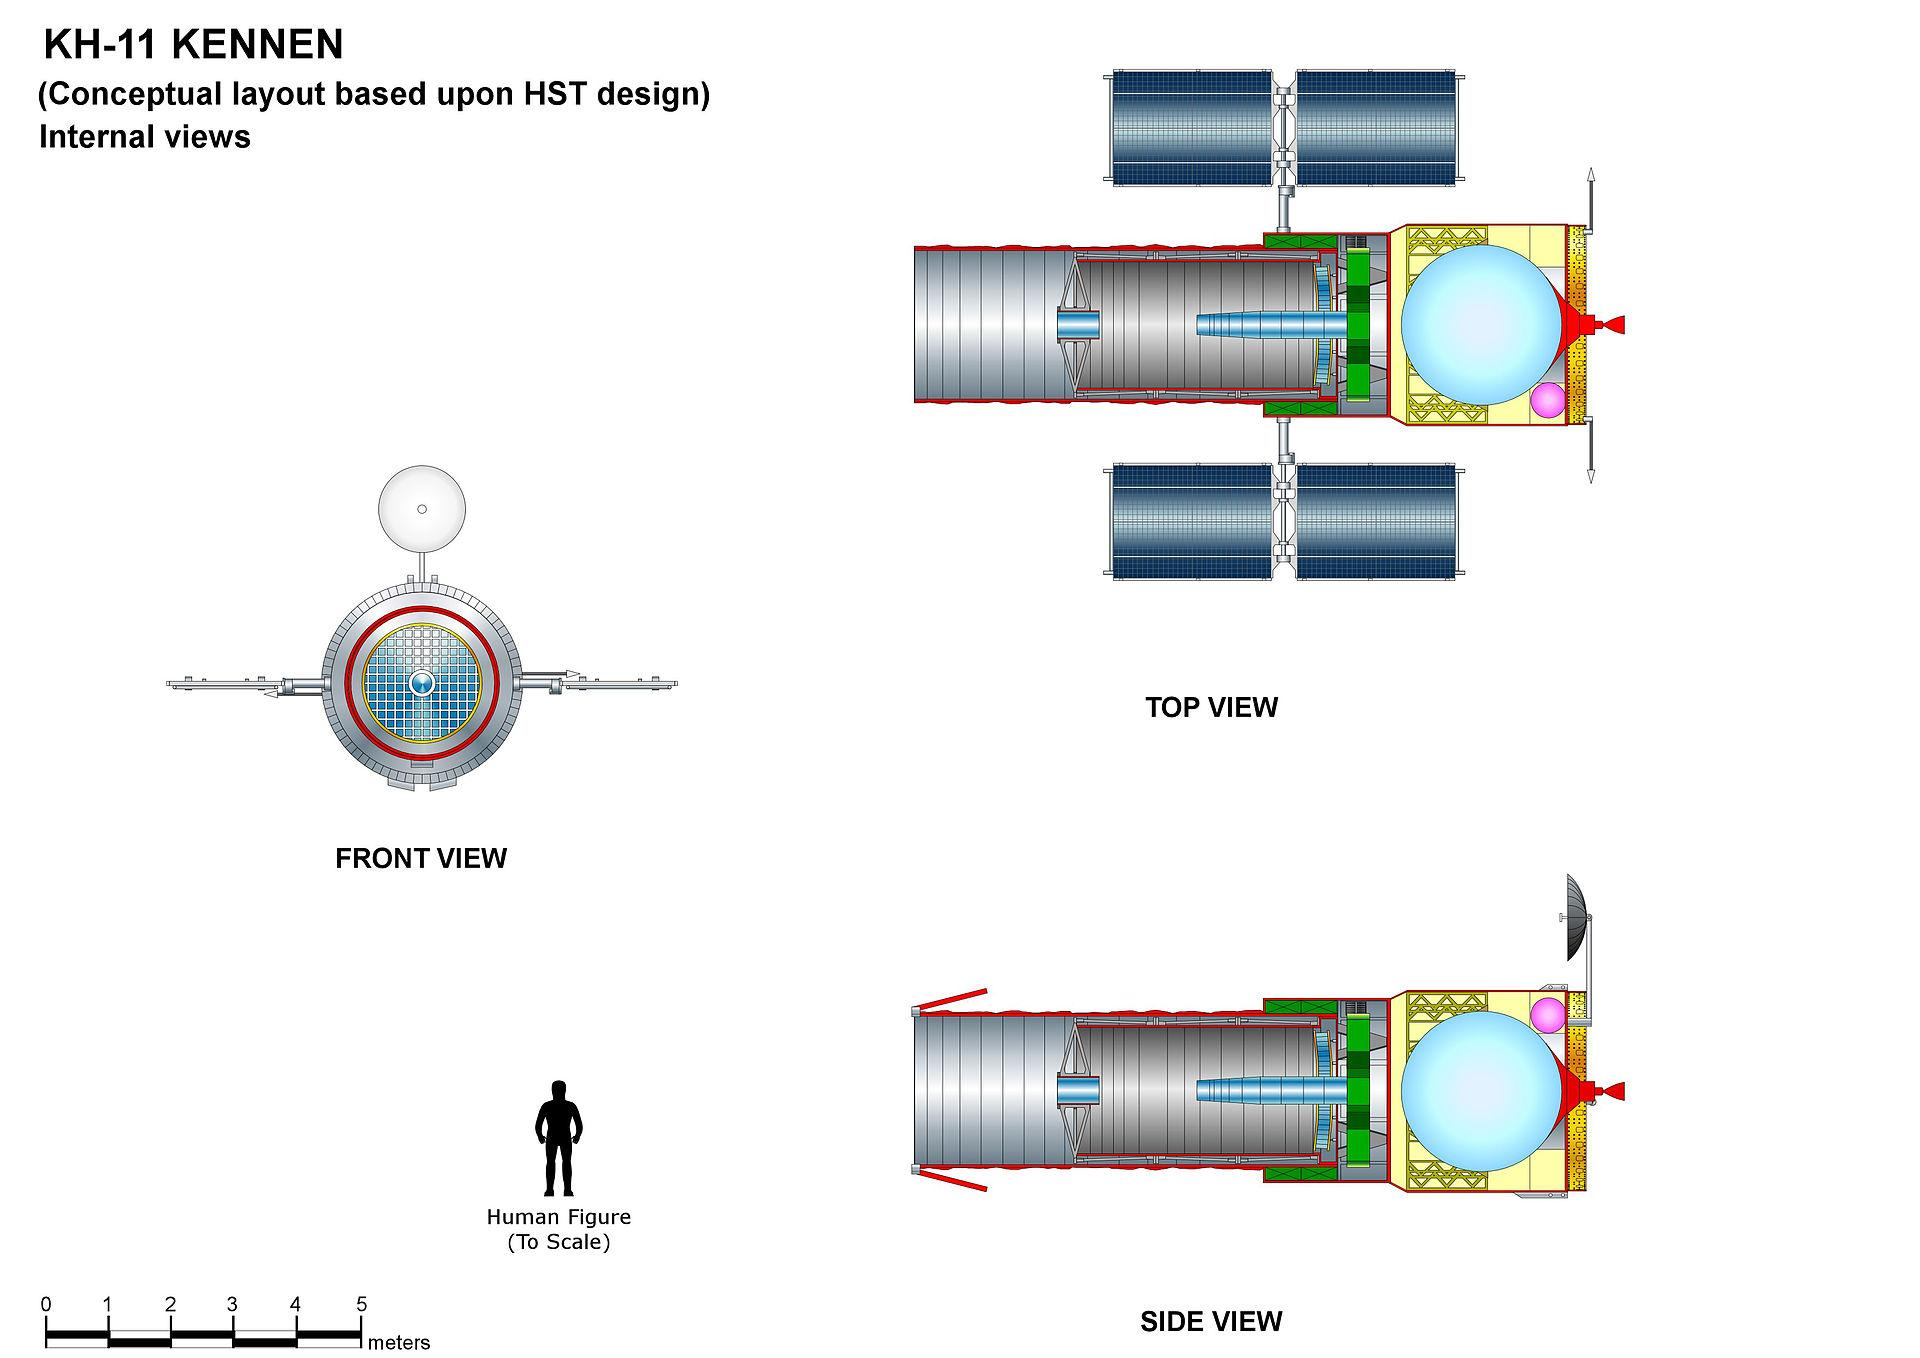 KH-11 KENNEN
(Conceptual layout based upon HST design)
Internal views
TOP VIEW
FRONT VIEW
Human Figure
(To Scale)
0 1 2 3 4 5
meters
SIDE VIEW